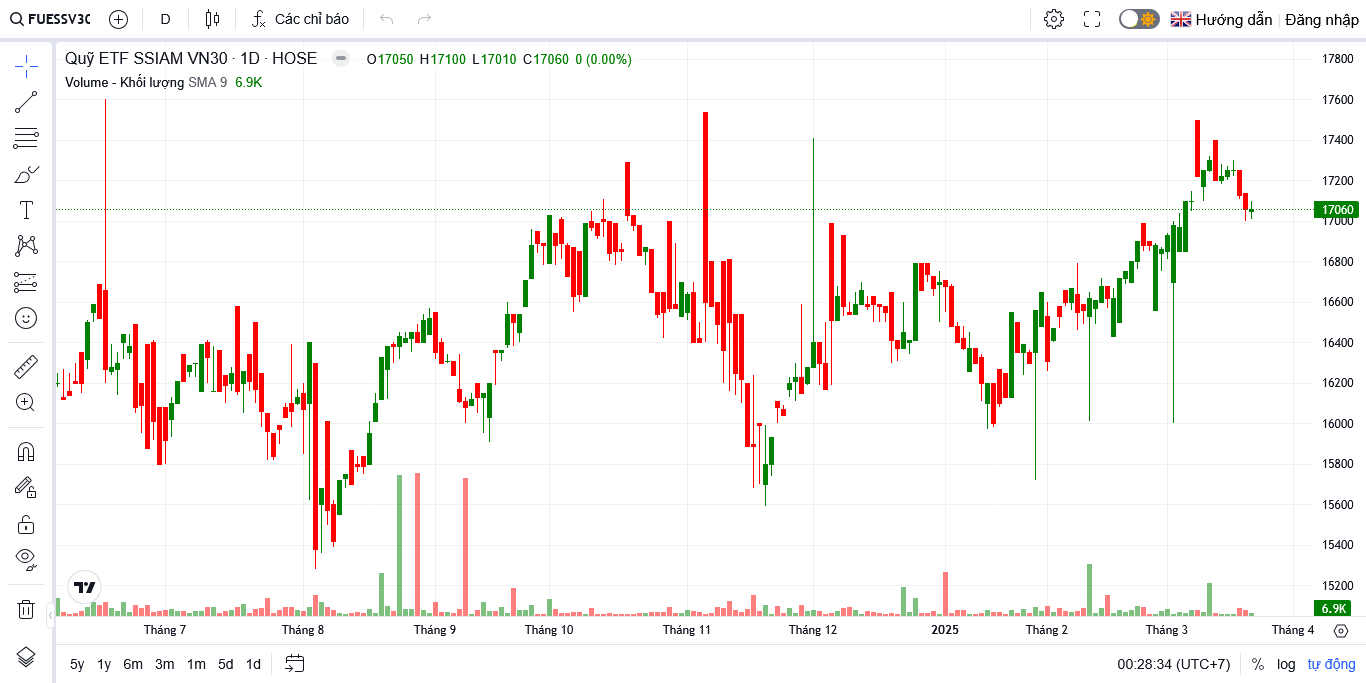 FUESSV30 D Các chỉ báo Hướng dẫn Đăng nhập
Quỹ ETF SSIAM VN30 · 1D · HOSE O17050 H17100 L17010 C17060 0 (0.00%)
Volume - Khối lượng SMA 9 6.9K
17800
17600
17400
17200
17060
17000
16800
16600
16400
16200
16000
15800
15600
15400
15200
6.9K
Tháng 7 Tháng 8 Tháng 9 Tháng 10 Tháng 11 Tháng 12 2025 Tháng 2 Tháng 3 Tháng 4
5y 1y 6m 3m 1m 5d 1d 00:28:34 (UTC+7) % log tự động